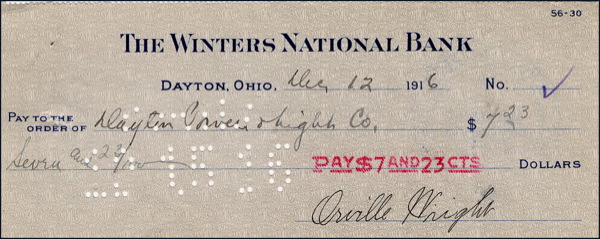 56-30
THE WINTERS NATIONAL BANK
DAYTON, OHIO, Dec 12 1916 No.
PAY TO THE
ORDER OF Dayton Power & Light Co. $ 7 23
Seven and 23/100 PAY $7 AND 23 CTS DOLLARS
Orville Wright